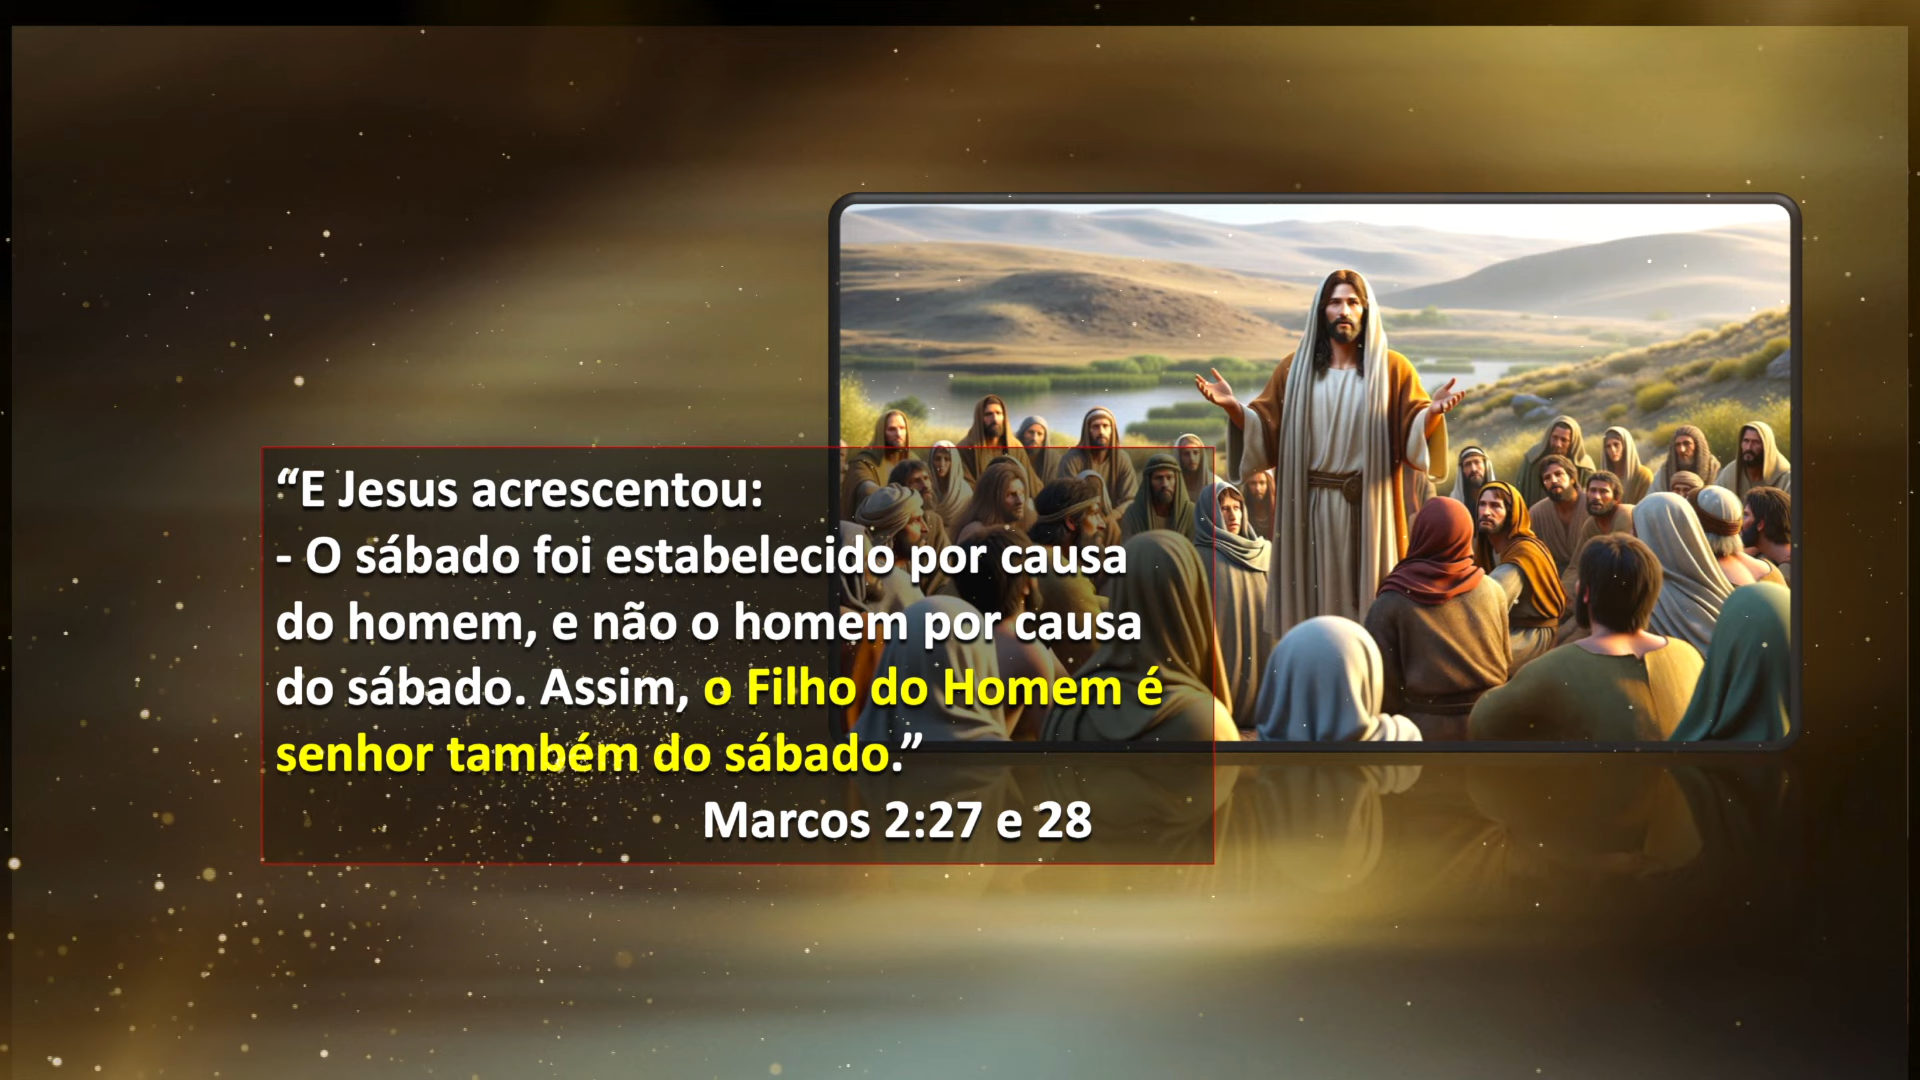 “E Jesus acrescentou:
- O sábado foi estabelecido por causa
do homem, e não o homem por causa
do sábado. Assim, o Filho do Homem é
senhor também do sábado.”
Marcos 2:27 e 28